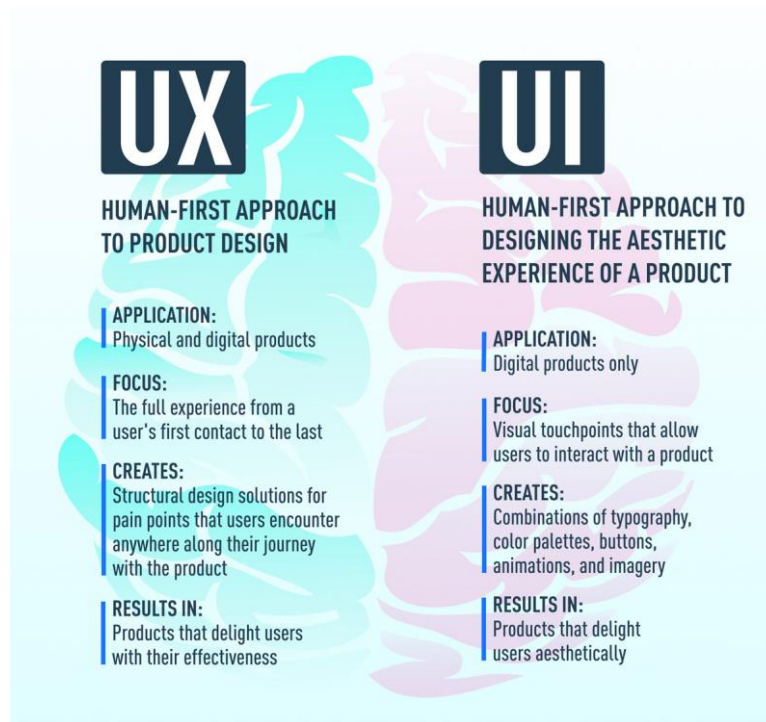 UX
HUMAN-FIRST APPROACH
TO PRODUCT DESIGN
APPLICATION:
Physical and digital products
FOCUS:
The full experience from a
user's first contact to the last
CREATES:
Structural design solutions for
pain points that users encounter
anywhere along their journey
with the product
RESULTS IN:
Products that delight users
with their effectiveness
UI
HUMAN-FIRST APPROACH TO
DESIGNING THE AESTHETIC
EXPERIENCE OF A PRODUCT
APPLICATION:
Digital products only
FOCUS:
Visual touchpoints that allow
users to interact with a product
CREATES:
Combinations of typography,
color palettes, buttons,
animations, and imagery
RESULTS IN:
Products that delight
users aesthetically